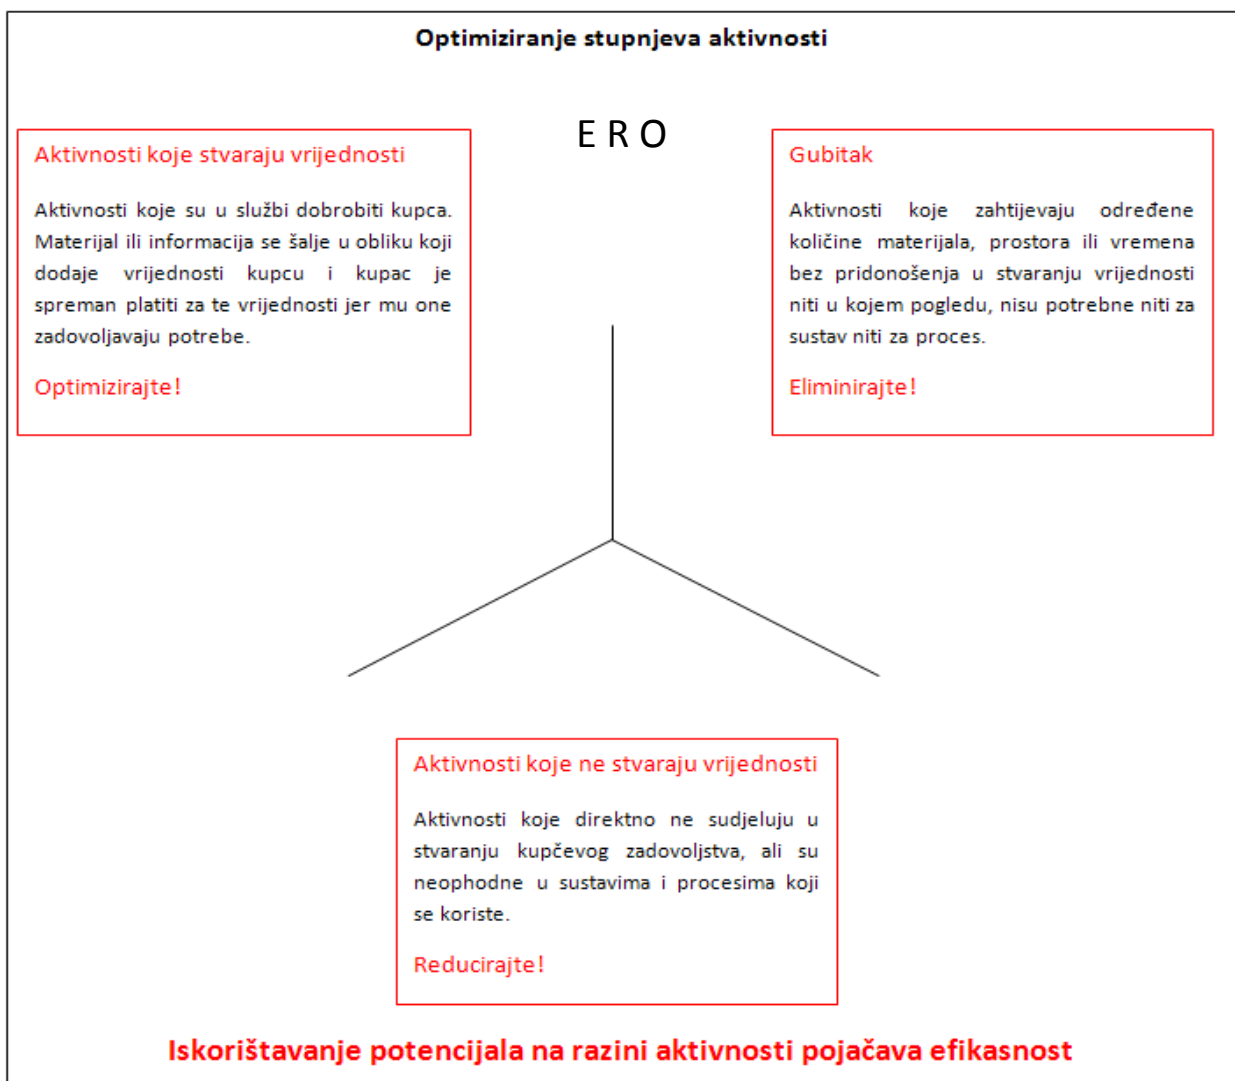 Optimiziranje stupnjeva aktivnosti
E R O
Aktivnosti koje stvaraju vrijednosti
Aktivnosti koje su u službi dobrobiti kupca.
Materijal ili informacija se šalje u obliku koji
dodaje vrijednosti kupcu i kupac je
spreman platiti za te vrijednosti jer mu one
zadovoljavaju potrebe.
Optimizirajte!
Gubitak
Aktivnosti koje zahtijevaju određene
količine materijala, prostora ili vremena
bez pridonošenja u stvaranju vrijednosti
niti u kojem pogledu, nisu potrebne niti za
sustav niti za proces.
Eliminirajte!
Aktivnosti koje ne stvaraju vrijednosti
Aktivnosti koje direktno ne sudjeluju u
stvaranju kupčevog zadovoljstva, ali su
neophodne u sustavima i procesima koji
se koriste.
Reducirajte!
Iskorištavanje potencijala na razini aktivnosti pojačava efikasnost